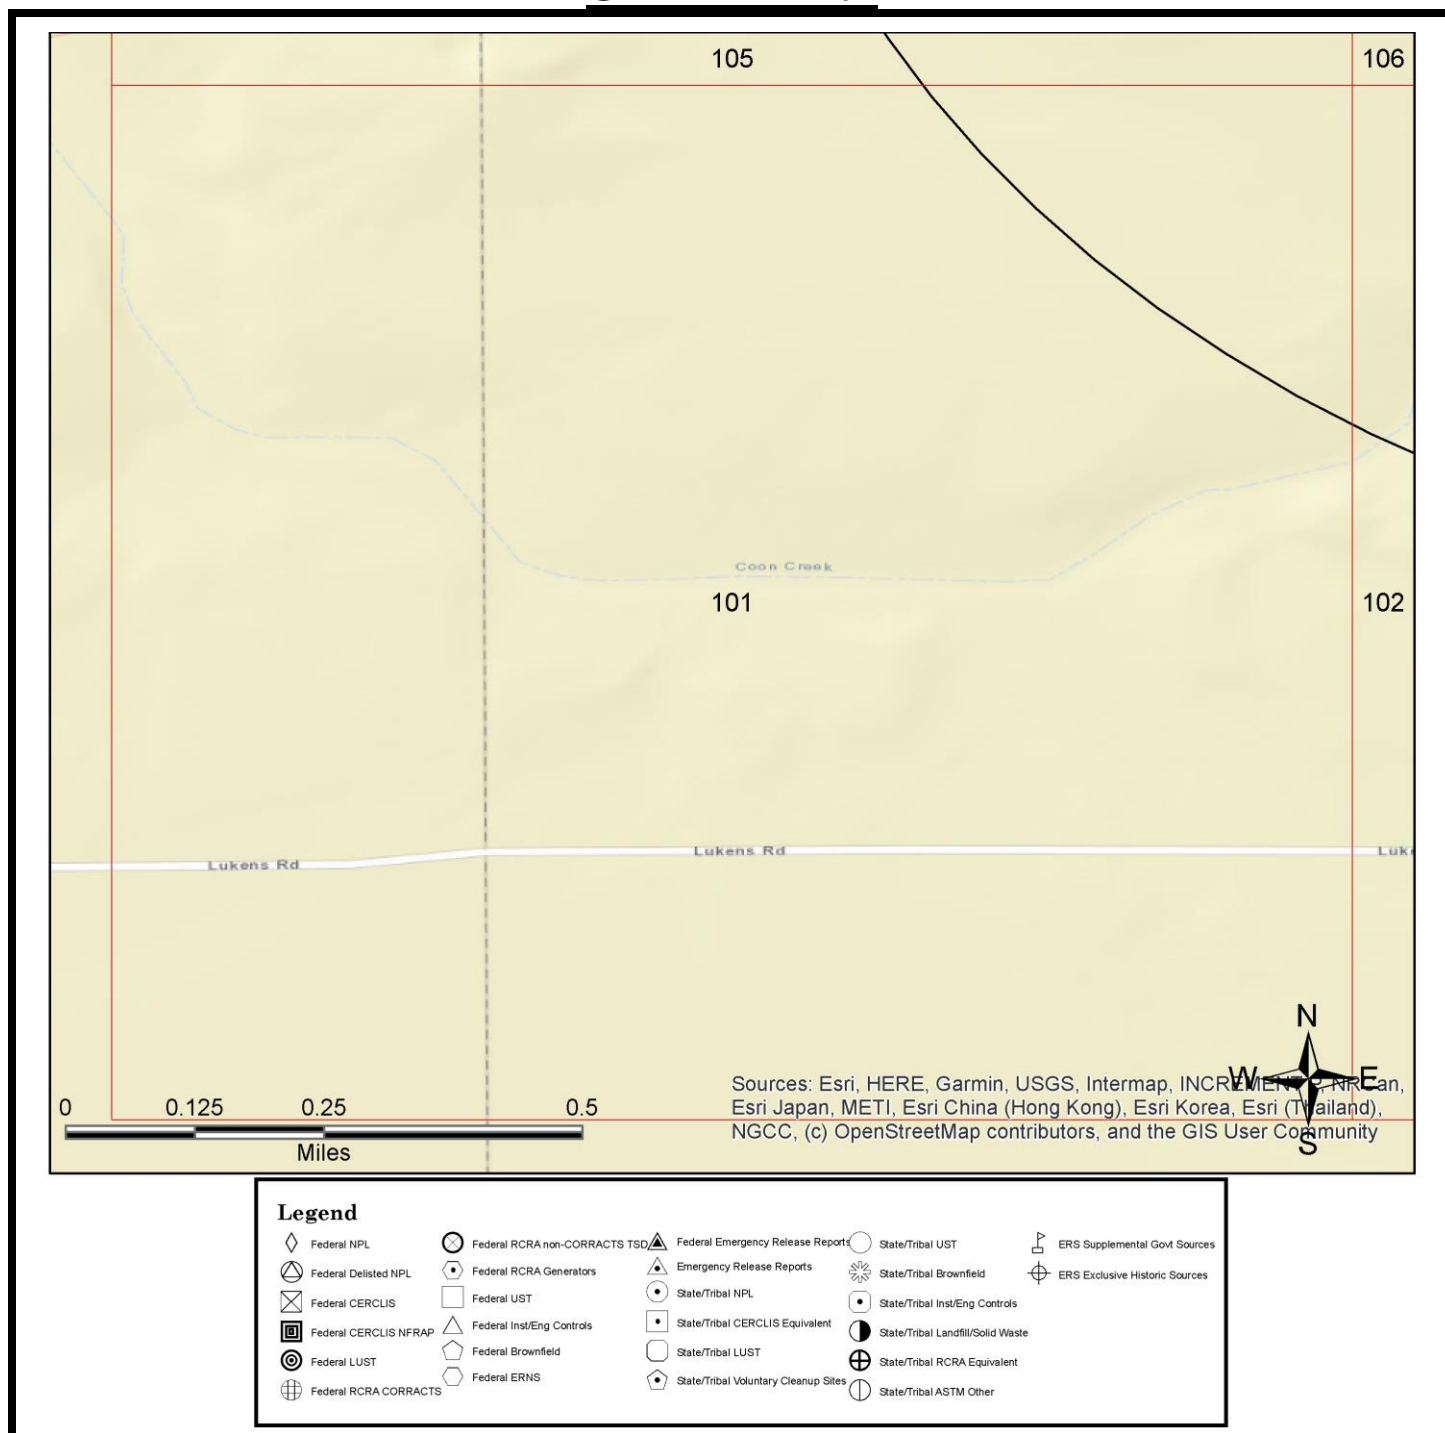 105
106
Coon Creek
101
102
Lukens Rd
Lukens Rd
Luke
N
W
E
S
Sources: Esri, HERE, Garmin, USGS, Intermap, INCREMENT P, NRCan,
Esri Japan, METI, Esri China (Hong Kong), Esri Korea, Esri (Thailand),
NGCC, (c) OpenStreetMap contributors, and the GIS User Community
0 0.125 0.25 0.5
Miles
Legend
Federal NPL
Federal Delisted NPL
Federal CERCLIS
Federal CERCLIS NFRAP
Federal LUST
Federal RCRA CORRACTS
Federal RCRA non-CORRACTS TSD
Federal RCRA Generators
Federal UST
Federal Inst/Eng Controls
Federal Brownfield
Federal ERNS
Federal Emergency Release Reports
Emergency Release Reports
State/Tribal NPL
State/Tribal CERCLIS Equivalent
State/Tribal LUST
State/Tribal Voluntary Cleanup Sites
State/Tribal UST
State/Tribal Brownfield
State/Tribal Inst/Eng Controls
State/Tribal Landfill/Solid Waste
State/Tribal RCRA Equivalent
State/Tribal ASTM Other
ERS Supplemental Govt Sources
ERS Exclusive Historic Sources